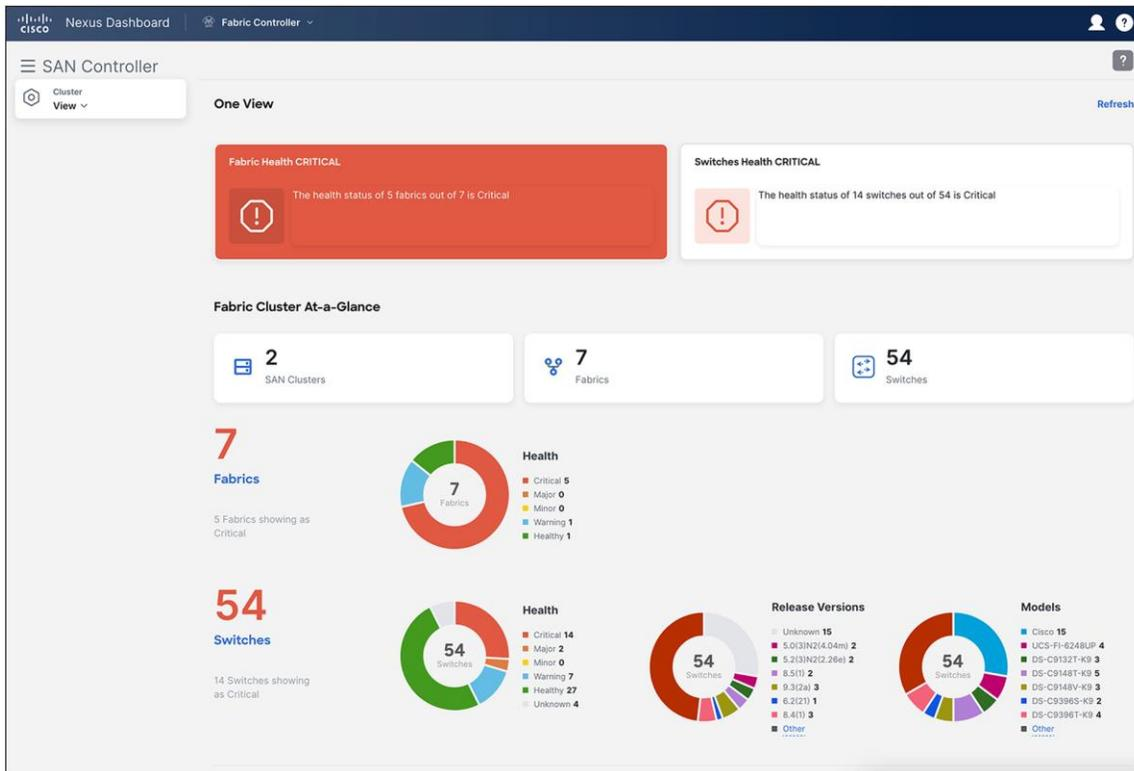 cisco
Nexus Dashboard
Fabric Controller
?
SAN Controller
?
Cluster
View
One View
Refresh
Fabric Health CRITICAL
The health status of 5 fabrics out of 7 is Critical
Switches Health CRITICAL
The health status of 14 switches out of 54 is Critical
Fabric Cluster At-a-Glance
2
SAN Clusters
7
Fabrics
54
Switches
7
Fabrics
5 Fabrics showing as
Critical
7
Fabrics
Health
Critical 5
Major 0
Minor 0
Warning 1
Healthy 1
54
Switches
14 Switches showing
as Critical
54
Switches
Health
Critical 14
Major 2
Minor 0
Warning 7
Healthy 27
Unknown 4
54
Switches
Release Versions
Unknown 15
5.0(3)N2(4.04m) 2
5.2(3)N2(2.26e) 2
8.5(1) 2
9.3(2a) 3
6.2(21) 1
8.4(1) 3
Other
54
Switches
Models
Cisco 15
UCS-FI-6248UP 4
DS-C9132T-K9 3
DS-C9148T-K9 5
DS-C9148V-K9 3
DS-C9396S-K9 2
DS-C9396T-K9 4
Other